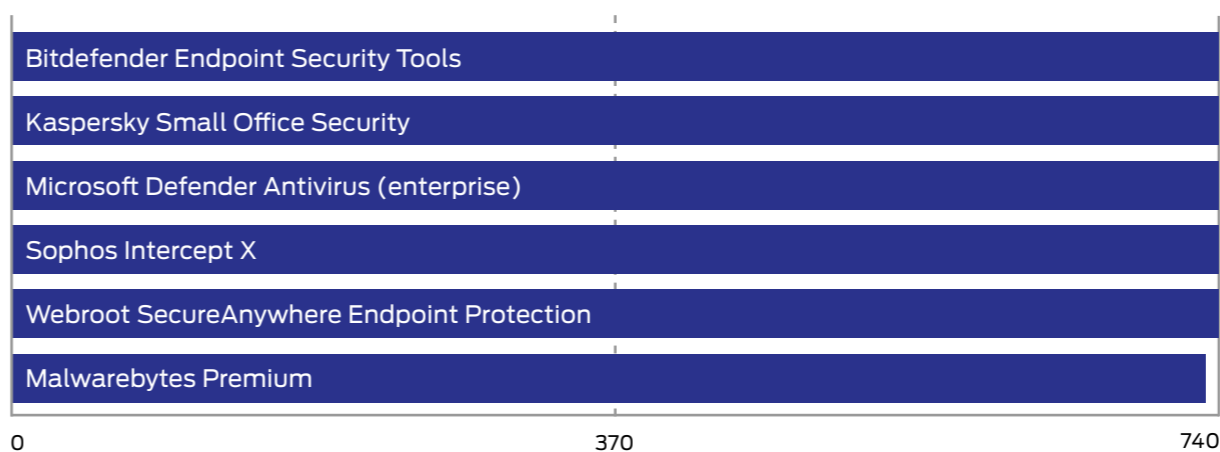 Bitdefender Endpoint Security Tools
Kaspersky Small Office Security
Microsoft Defender Antivirus (enterprise)
Sophos Intercept X
Webroot SecureAnywhere Endpoint Protection
Malwarebytes Premium
0 370 740